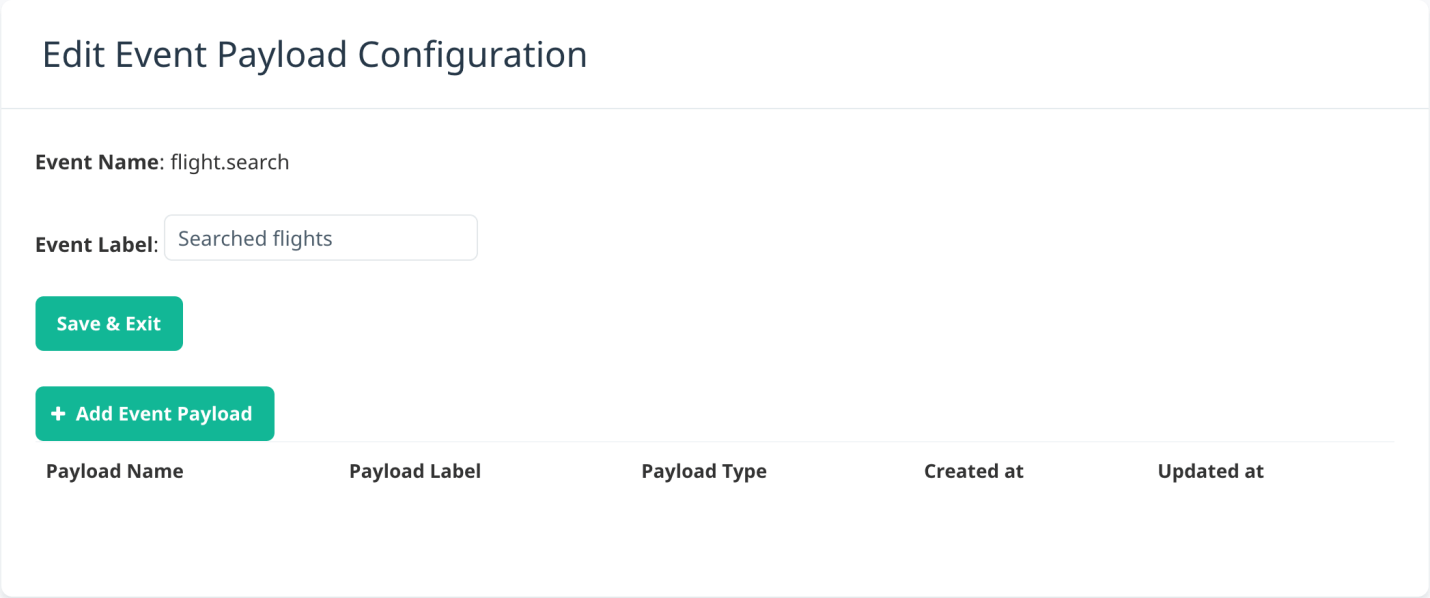 Edit Event Payload Configuration
Event Name: flight.search
Event Label: Searched flights
Save & Exit
+ Add Event Payload
Payload Name Payload Label Payload Type Created at Updated at